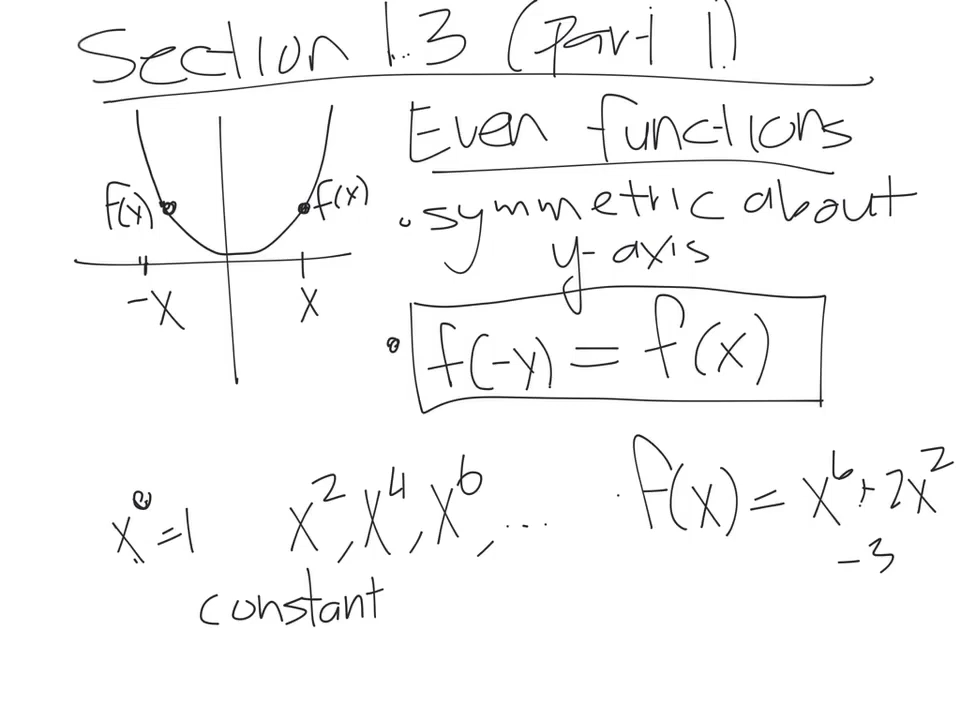 Section 1.3 (Part 1)
Even functions
f(x) f(x)
• symmetric about
y-axis
-x x
• f(-x) = f(x)
x⁰=1 x², x⁴, x⁶, ... f(x) = x⁶+2x²
-3
constant